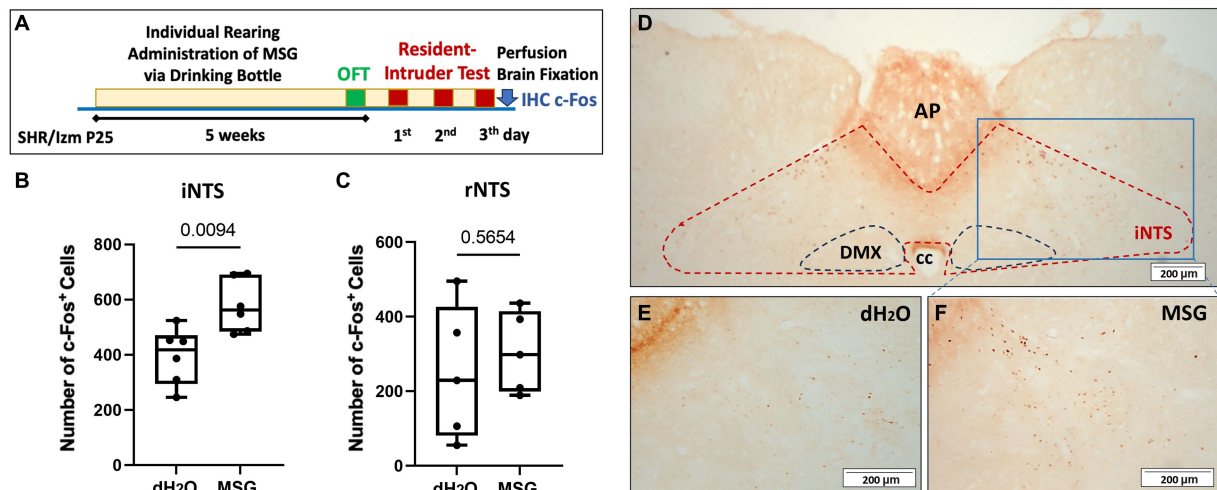 A
Individual Rearing
Administration of MSG
via Drinking Bottle
OFT
Resident-
Intruder Test
Perfusion
Brain Fixation
IHC c-Fos
SHR/Izm P25
5 weeks
1st
2nd
3th day
B
iNTS
0.0094
Number of c-Fos+ Cells
800
600
400
200
0
dH2O
MSG
C
rNTS
0.5654
Number of c-Fos+ Cells
600
400
200
0
dH2O
MSG
D
AP
DMX
cc
iNTS
200 µm
E
dH2O
200 µm
F
MSG
200 µm